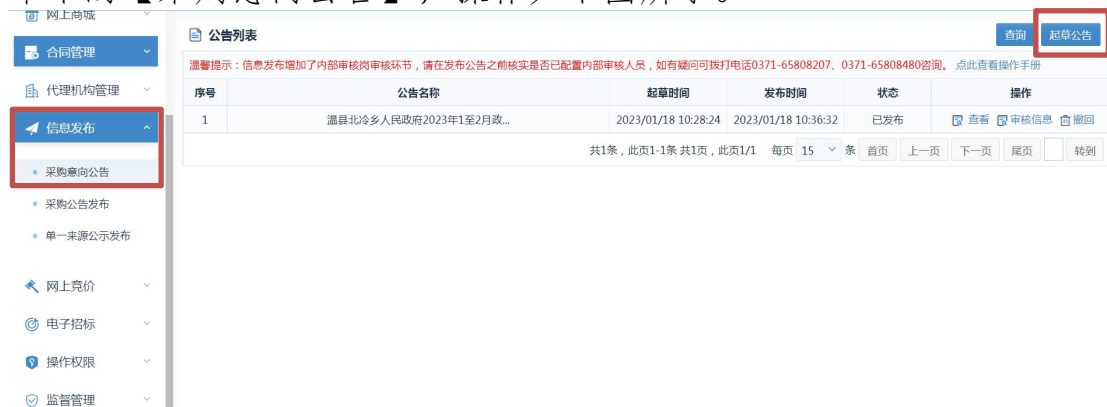 网上商城
合同管理
代理机构管理
信息发布
采购意向公告
采购公告发布
单一来源公示发布
网上竞价
电子招标
操作权限
监督管理
公告列表
查询
起草公告
温馨提示：信息发布增加了内部审核岗审核环节，请在发布公告之前核实是否已配置内部审核人员，如有疑问可拨打电话0371-65808207、0371-65808480咨询。 点此查看操作手册
序号 公告名称 起草时间 发布时间 状态 操作
1 温县北冷乡人民政府2023年1至2月政... 2023/01/18 10:28:24 2023/01/18 10:36:32 已发布 查看 审核信息 撤回
共1条，此页1-1条 共1页，此页1/1 每页 15 条 首页 上一页 下一页 尾页 转到